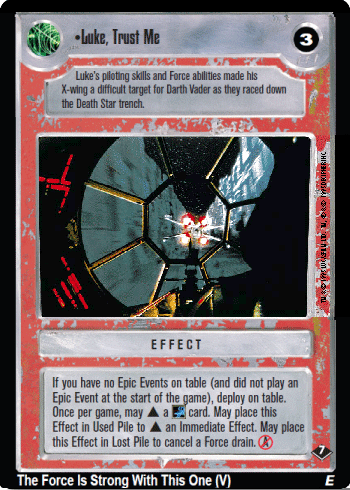 •Luke, Trust Me
3
Luke's piloting skills and Force abilities made his
X-wing a difficult target for Darth Vader as they raced down
the Death Star trench.
EFFECT
If you have no Epic Events on table (and did not play an
Epic Event at the start of the game), deploy on table.
Once per game, may ▲ a card. May place this
Effect in Used Pile to ▲ an Immediate Effect. May place
this Effect in Lost Pile to cancel a Force drain.
7
The Force Is Strong With This One (V)
E